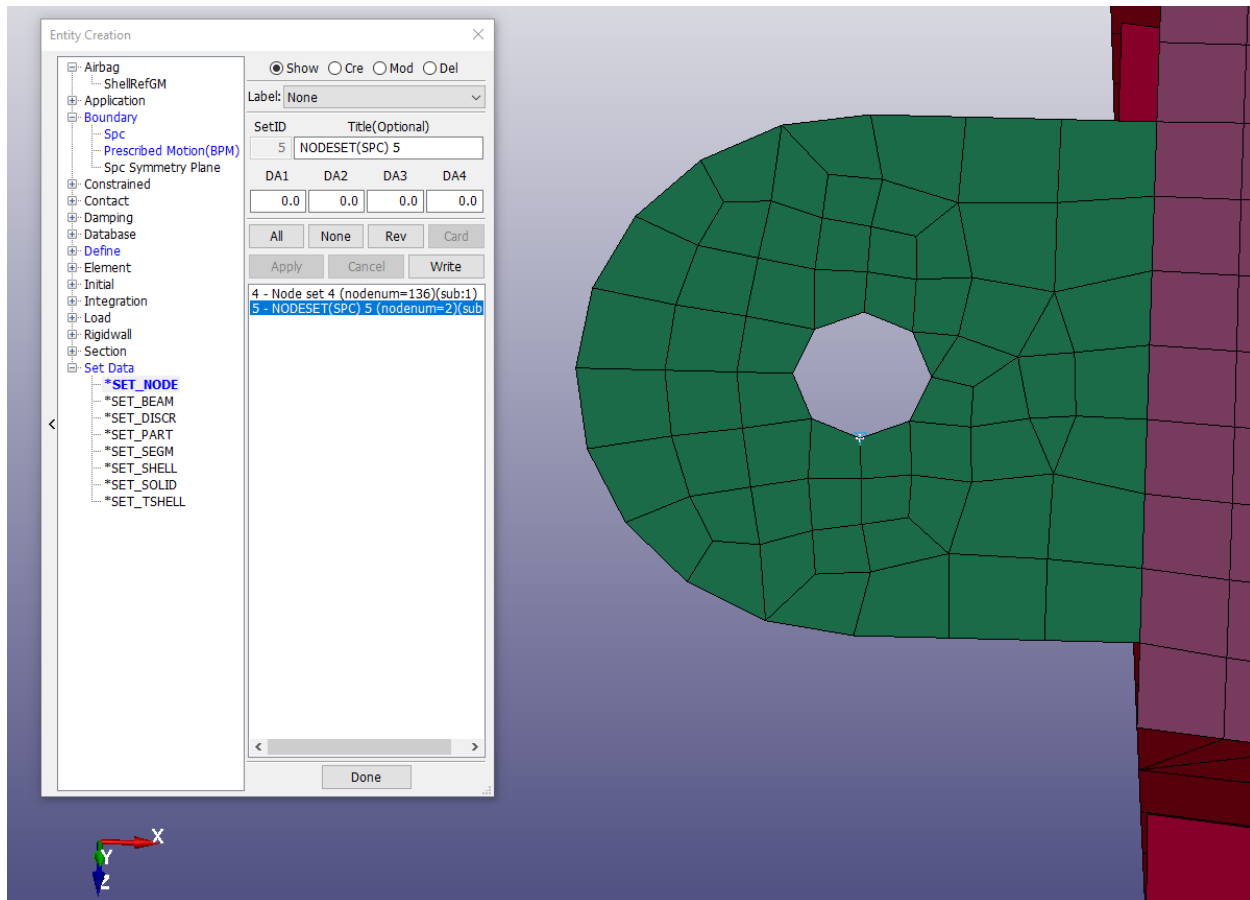 Entity Creation
Airbag
ShellRefGM
Application
Boundary
Spc
Prescribed Motion(BPM)
Spc Symmetry Plane
Constrained
Contact
Damping
Database
Define
Element
Initial
Integration
Load
Rigidwall
Section
Set Data
*SET_NODE
*SET_BEAM
*SET_DISCR
*SET_PART
*SET_SEGM
*SET_SHELL
*SET_SOLID
*SET_TSHELL
Show Cre Mod Del
Label: None
SetID Title(Optional)
5 NODESET(SPC) 5
DA1 DA2 DA3 DA4
0.0 0.0 0.0 0.0
All None Rev Card
Apply Cancel Write
4 - Node set 4 (nodenum=136)(sub:1)
5 - NODESET(SPC) 5 (nodenum=2)(sub
Done
X
Y
Z